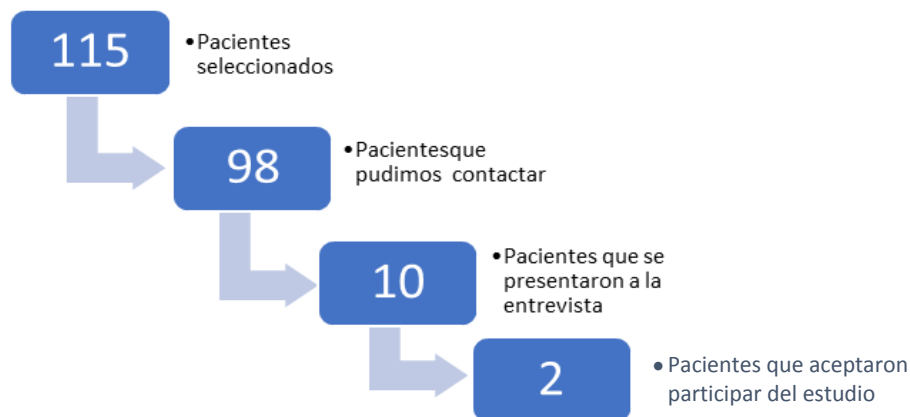 115
•Pacientes
seleccionados
98
•Pacientesque
pudimos contactar
10
•Pacientes que se
presentaron a la
entrevista
2
•Pacientes que aceptaron
participar del estudio